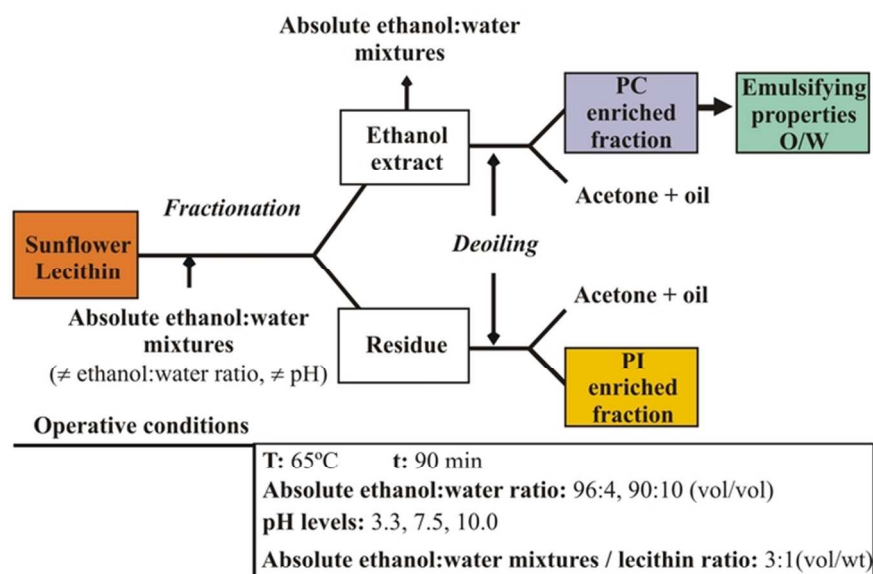 Absolute ethanol:water
mixtures
PC
enriched
fraction
Emulsifying
properties
O/W
Ethanol
extract
Acetone + oil
Fractionation
Sunflower
Lecithin
Deoiling
Absolute ethanol:water
mixtures
(≠ ethanol:water ratio, ≠ pH)
Residue
Acetone + oil
PI
enriched
fraction
Operative conditions
T: 65ºC t: 90 min
Absolute ethanol:water ratio: 96:4, 90:10 (vol/vol)
pH levels: 3.3, 7.5, 10.0
Absolute ethanol:water mixtures / lecithin ratio: 3:1(vol/wt)